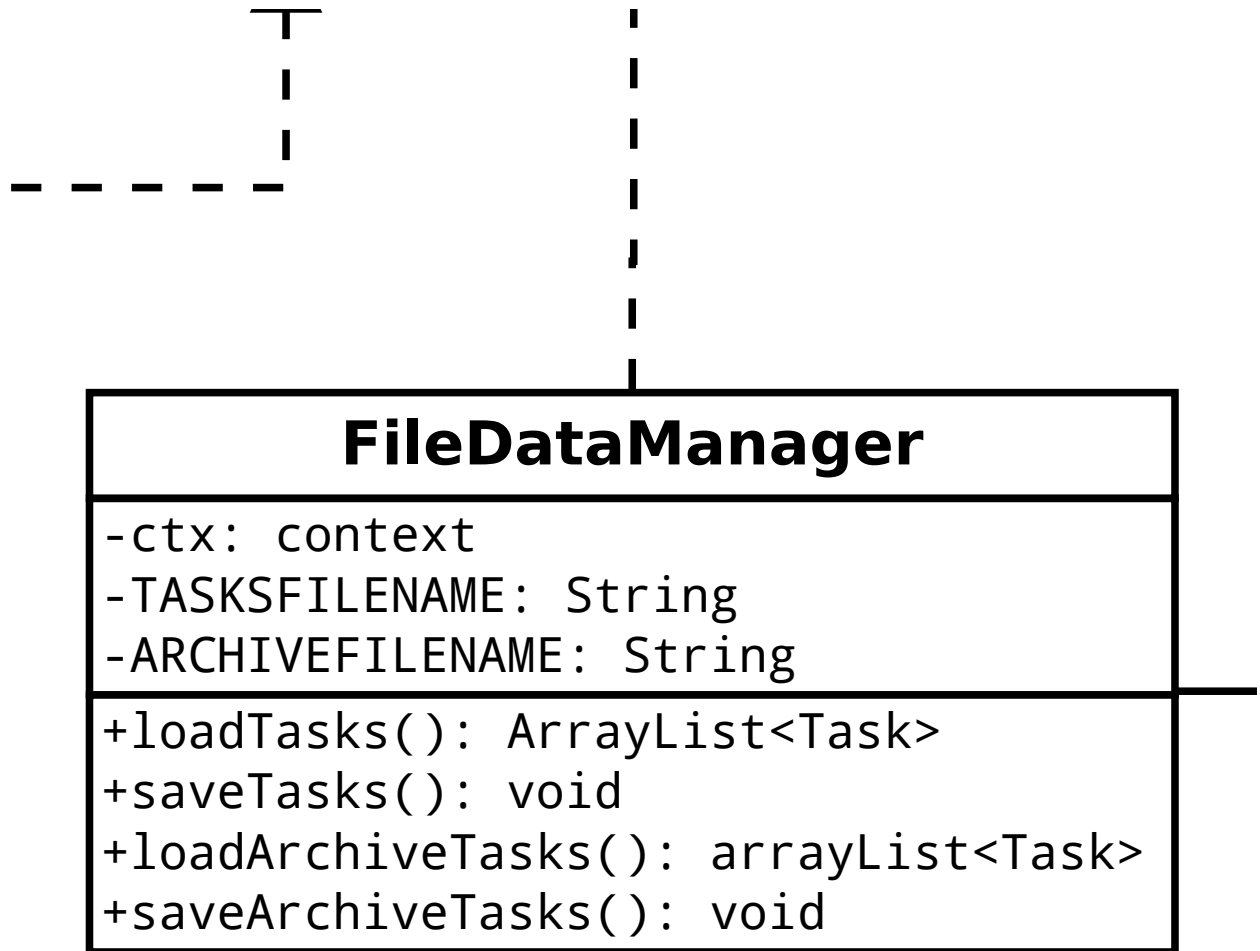 FileDataManager
-ctx: context
-TASKSFILENAME: String
-ARCHIVEFILENAME: String
+loadTasks(): ArrayList<Task>
+saveTasks(): void
+loadArchiveTasks(): arrayList<Task>
+saveArchiveTasks(): void